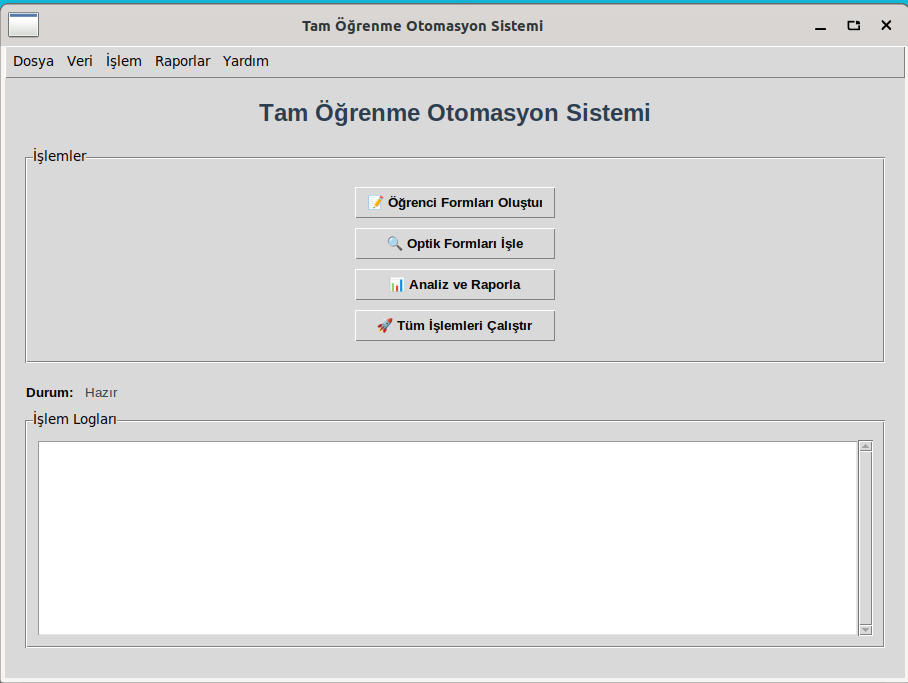 Tam Öğrenme Otomasyon Sistemi
Dosya Veri İşlem Raporlar Yardım
Tam Öğrenme Otomasyon Sistemi
İşlemler
📝 Öğrenci Formları Oluştur
🔍 Optik Formları İşle
📊 Analiz ve Raporla
🚀 Tüm İşlemleri Çalıştır
Durum: Hazır
İşlem Logları